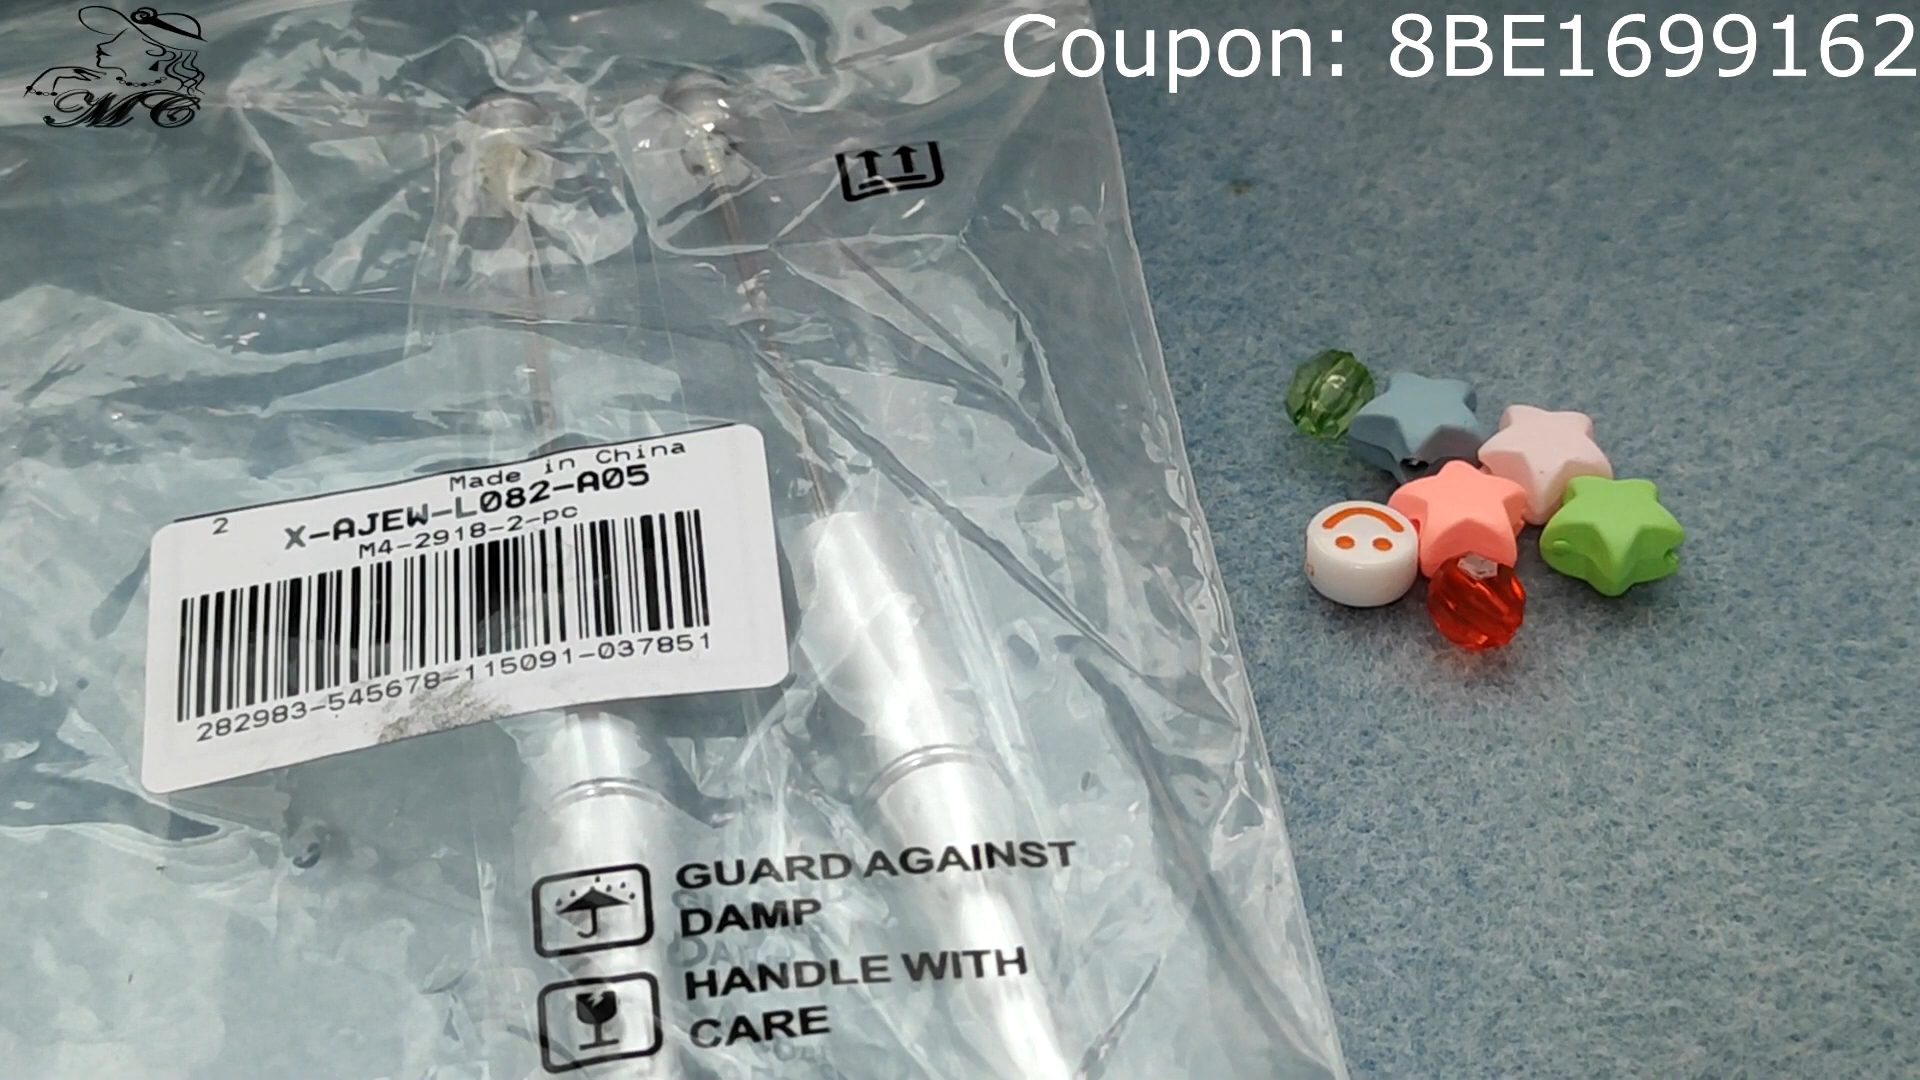 Coupon: 8BE1699162
MC
Made in China
2 X-AJEW-L082-A05
M4-2918-2-pc
282983-545678-115091-037851
GUARD AGAINST
DAMP
HANDLE WITH
CARE